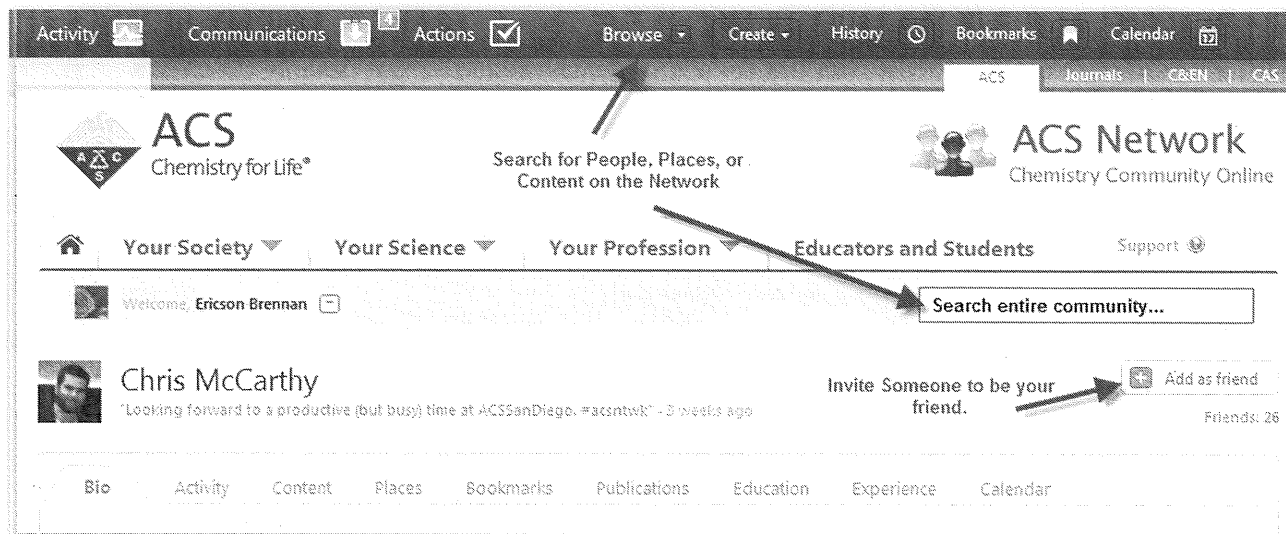 Activity Communications 4 Actions Browse Create History Bookmarks Calendar 17
ACS Journals | C&EN | CAS
ACS
Chemistry for Life®
A C S
Search for People, Places, or
Content on the Network
ACS Network
Chemistry Community Online
Your Society Your Science Your Profession Educators and Students Support
Welcome, Ericson Brennan
Search entire community...
Chris McCarthy
"Looking forward to a productive (but busy) time at ACSSanDiego. #acsntwk" - 3 weeks ago
Invite Someone to be your
friend.
Add as friend
Friends: 26
Bio Activity Content Places Bookmarks Publications Education Experience Calendar